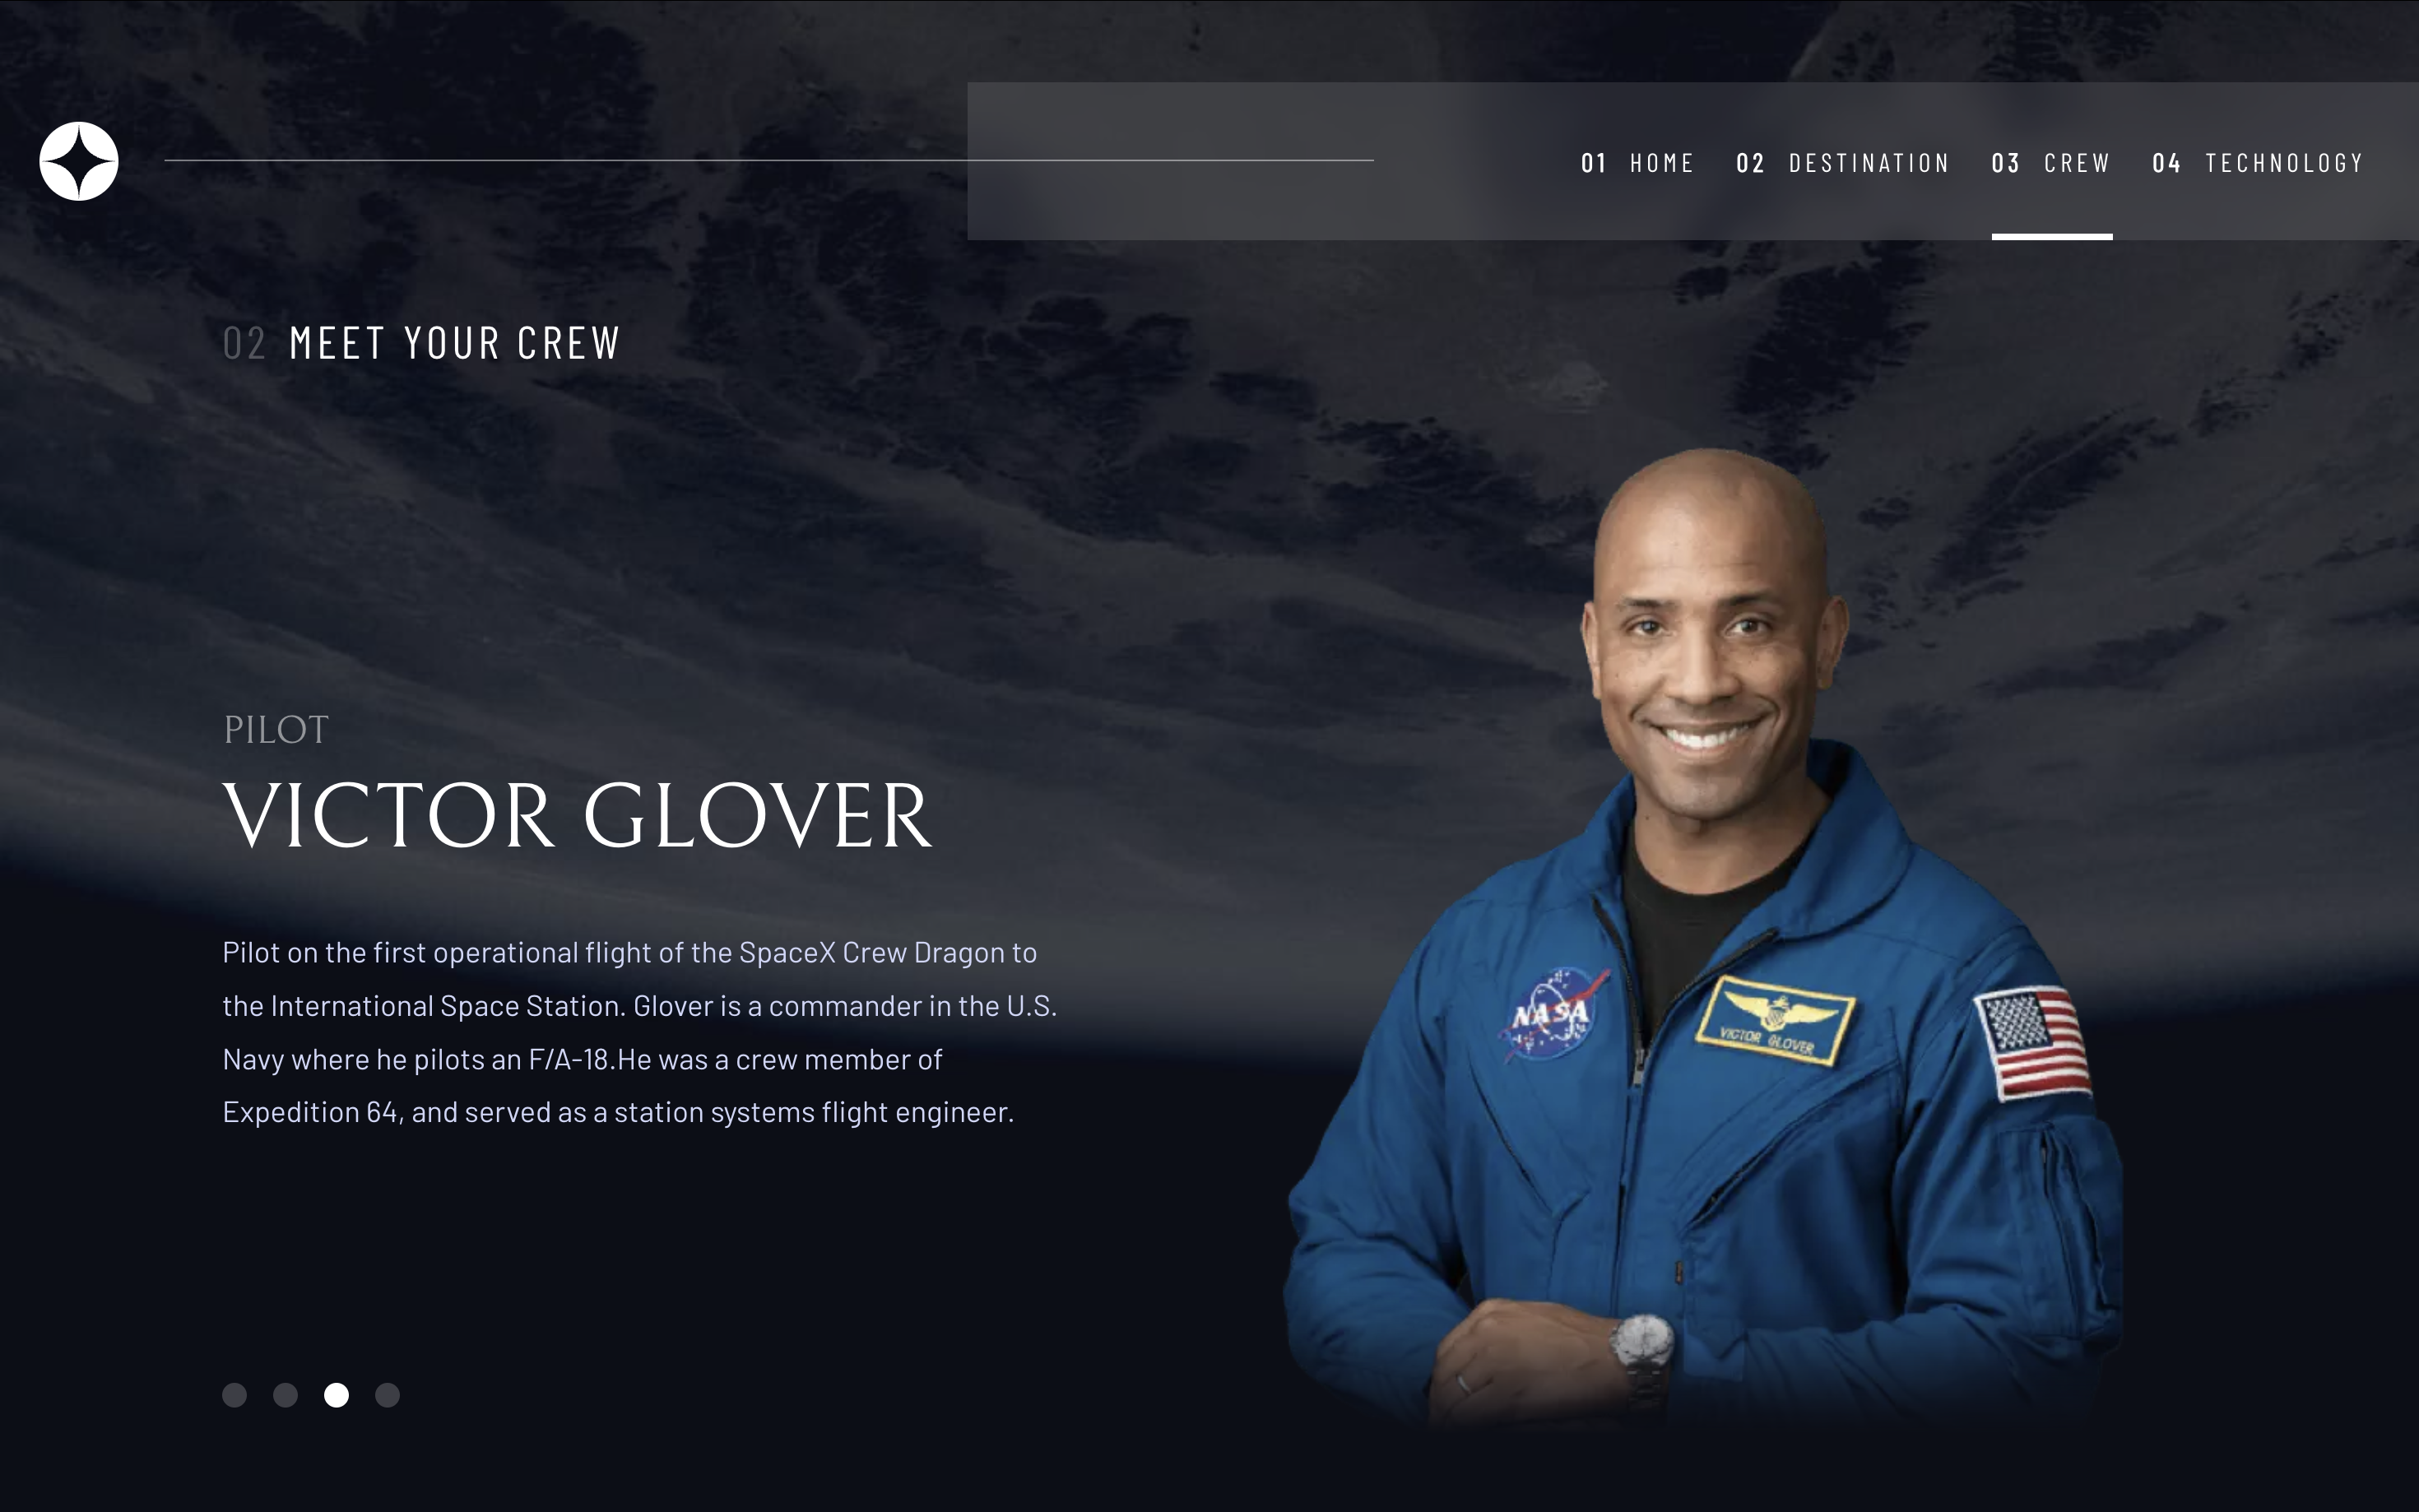 01 HOME 02 DESTINATION 03 CREW 04 TECHNOLOGY
02 MEET YOUR CREW
PILOT
VICTOR GLOVER
Pilot on the first operational flight of the SpaceX Crew Dragon to
the International Space Station. Glover is a commander in the U.S.
Navy where he pilots an F/A-18.He was a crew member of
Expedition 64, and served as a station systems flight engineer.
NASA
VICTOR GLOVER